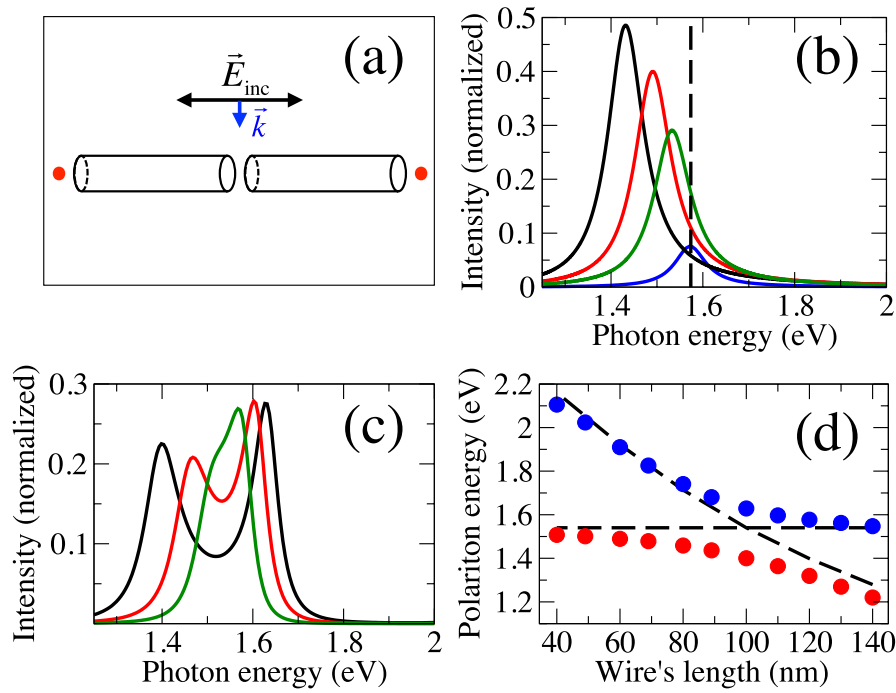 (a)
E⃗inc
k⃗
(b)
Intensity (normalized)
0.5
0.4
0.3
0.2
0.1
0
1.4
1.6
1.8
2
Photon energy (eV)
(c)
Intensity (normalized)
0.3
0.2
0.1
1.4
1.6
1.8
2
Photon energy (eV)
(d)
Polariton energy (eV)
2.2
2
1.8
1.6
1.4
1.2
40
60
80
100
120
140
Wire's length (nm)